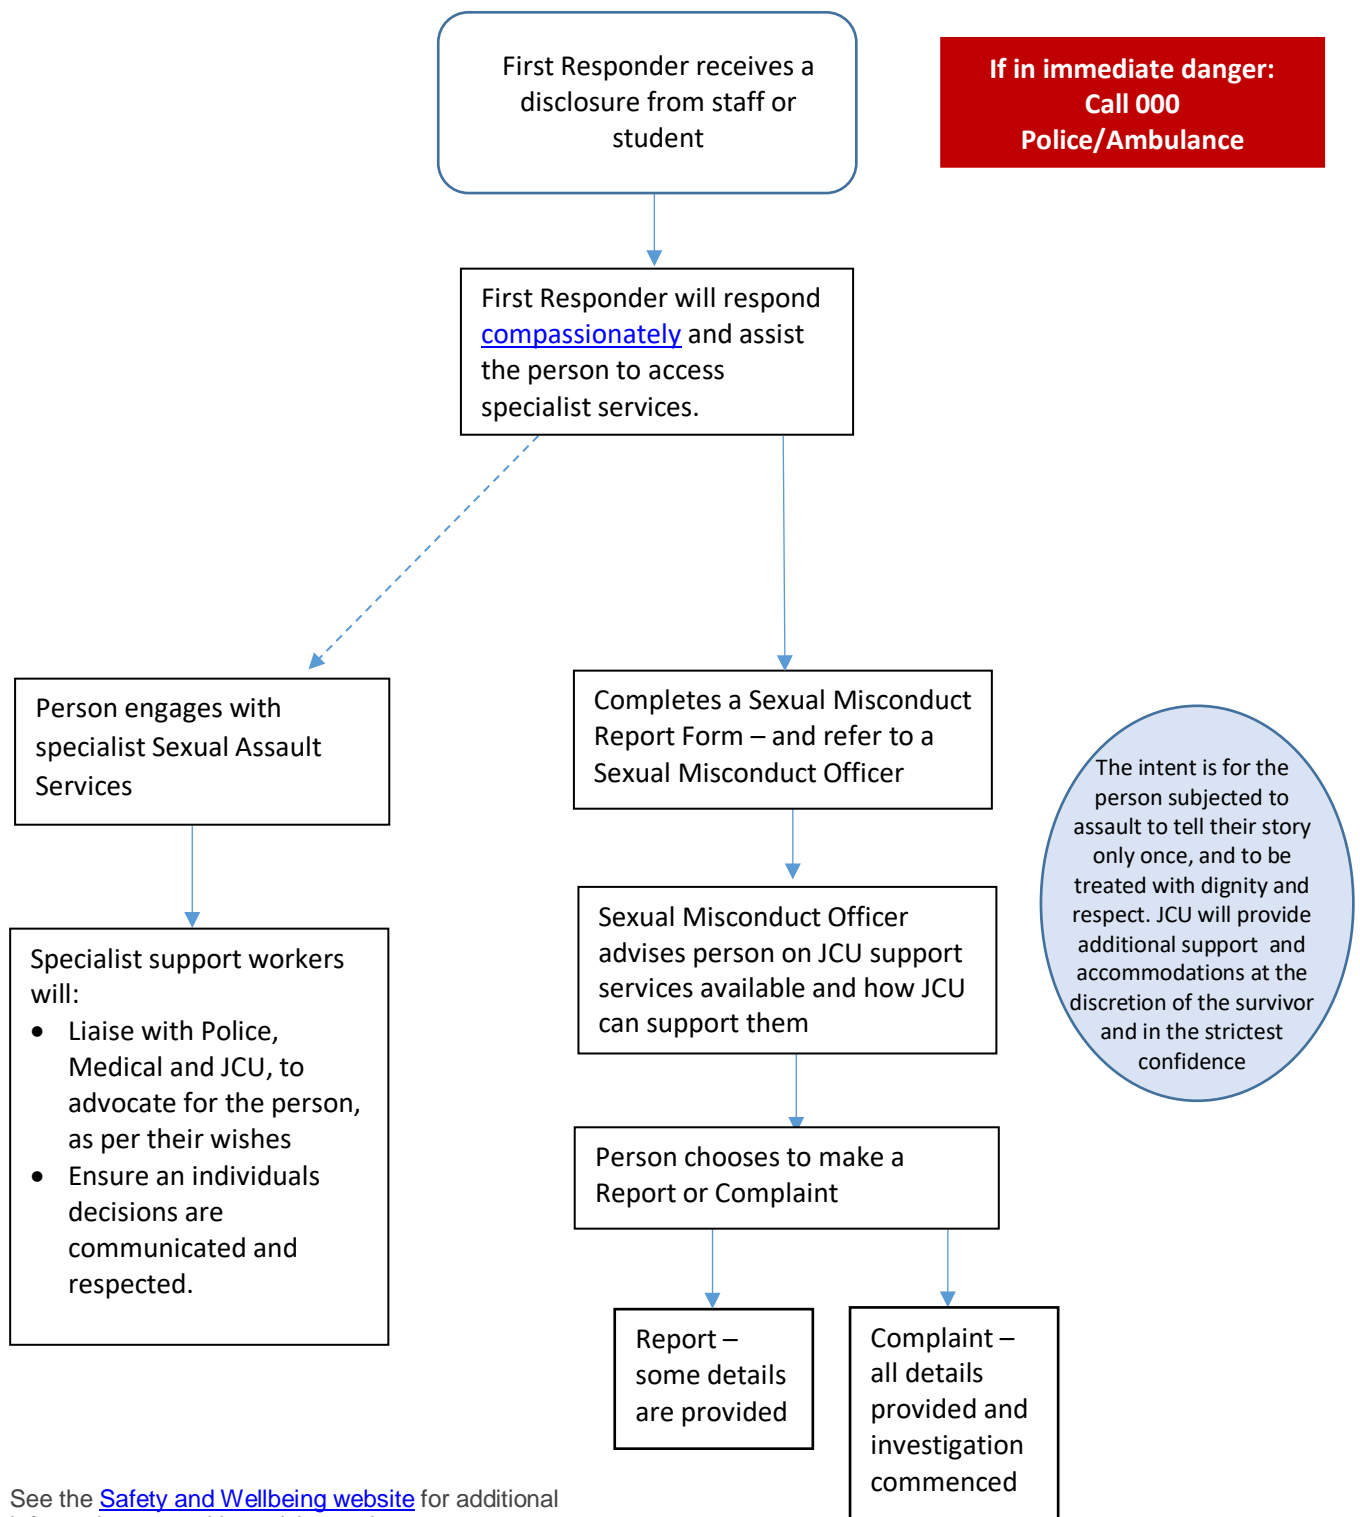 First Responder receives a
disclosure from staff or
student
If in immediate danger:
Call 000
Police/Ambulance
First Responder will respond
compassionately and assist
the person to access
specialist services.
Person engages with
specialist Sexual Assault
Services
Completes a Sexual Misconduct
Report Form – and refer to a
Sexual Misconduct Officer
The intent is for the
person subjected to
assault to tell their story
only once, and to be
treated with dignity and
respect. JCU will provide
additional support and
accommodations at the
discretion of the survivor
and in the strictest
confidence
Sexual Misconduct Officer
advises person on JCU support
services available and how JCU
can support them
Specialist support workers
will:
• Liaise with Police,
Medical and JCU, to
advocate for the person,
as per their wishes
• Ensure an individuals
decisions are
communicated and
respected.
Person chooses to make a
Report or Complaint
Report –
some details
are provided
Complaint –
all details
provided and
investigation
commenced
See the Safety and Wellbeing website for additional